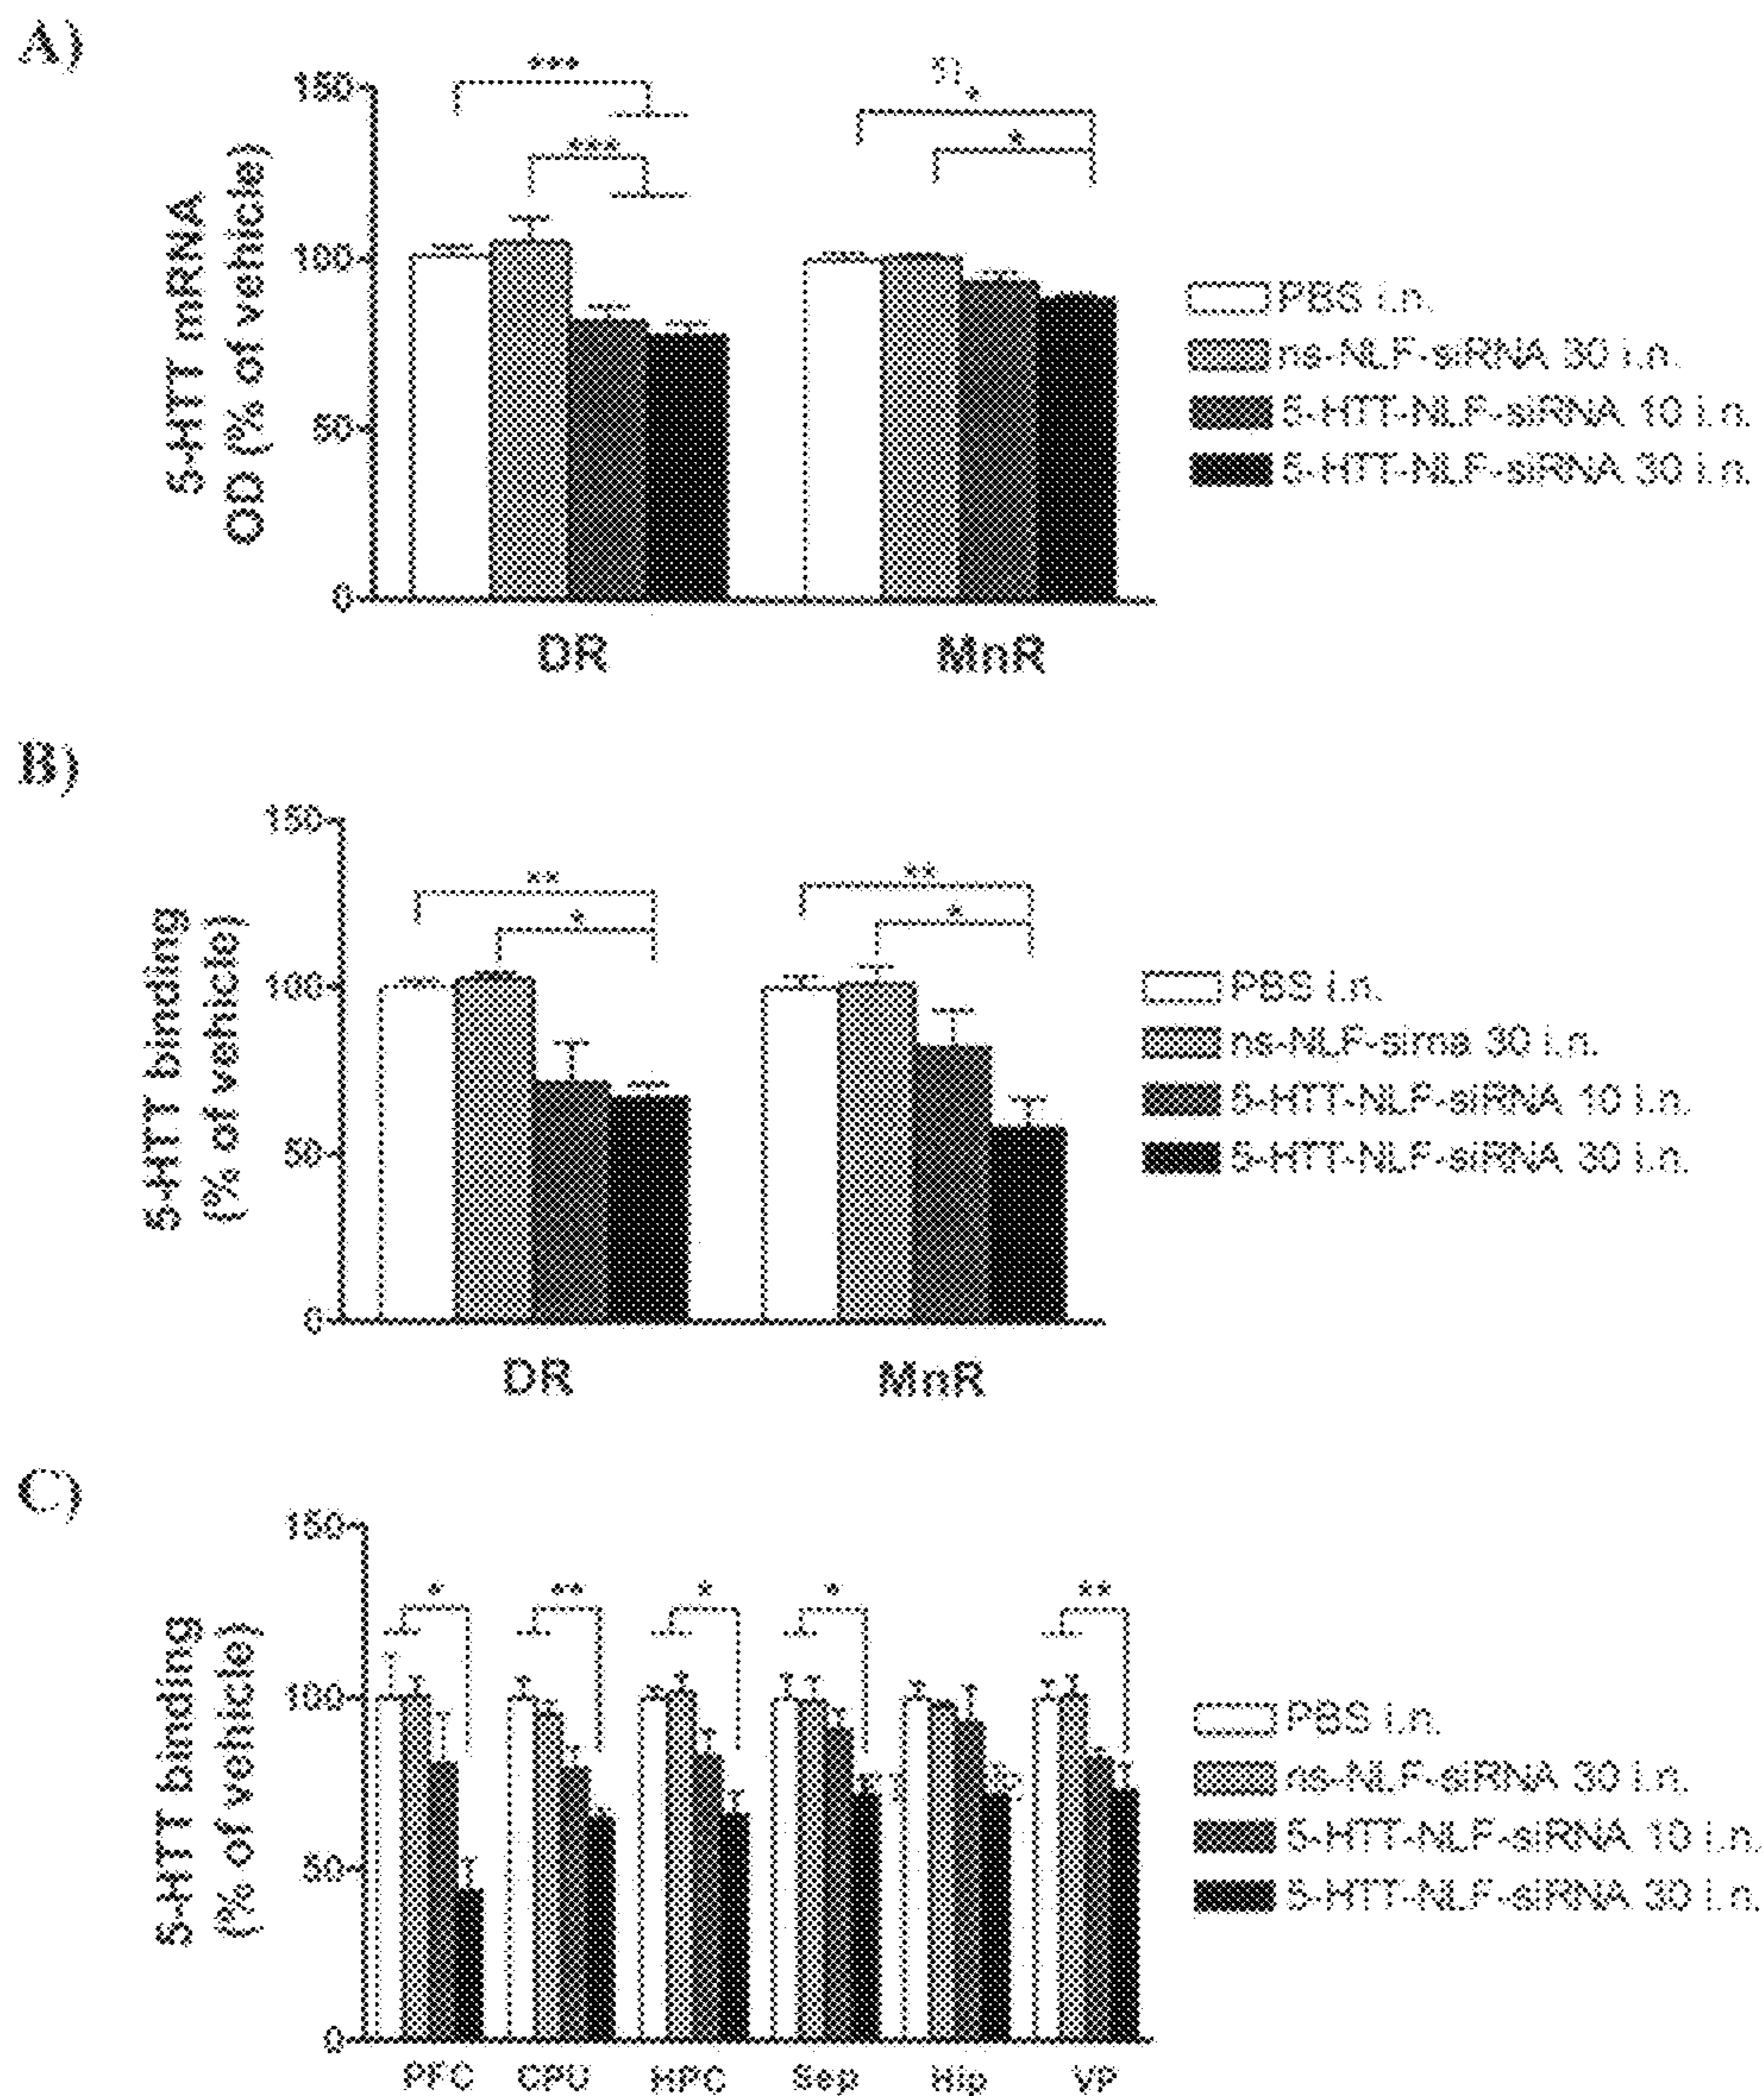 A)
5-HTT mRNA
OD (% of vehicle)
150
100
50
0
***
***
*
*
DR
MnR
PBS i.n.
ns-NLF-siRNA 30 i.n.
5-HTT-NLF-siRNA 10 i.n.
5-HTT-NLF-siRNA 30 i.n.
B)
5-HTT binding
(% of vehicle)
150
100
50
0
**
*
**
*
DR
MnR
PBS i.n.
ns-NLF-sirna 30 i.n.
5-HTT-NLF-siRNA 10 i.n.
5-HTT-NLF-siRNA 30 i.n.
C)
5-HTT binding
(% of vehicle)
150
100
50
0
*
**
*
*
**
PFC
CPU
HPC
Sep
Hip
VP
PBS i.n.
ns-NLF-siRNA 30 i.n.
5-HTT-NLF-siRNA 10 i.n.
5-HTT-NLF-siRNA 30 i.n.